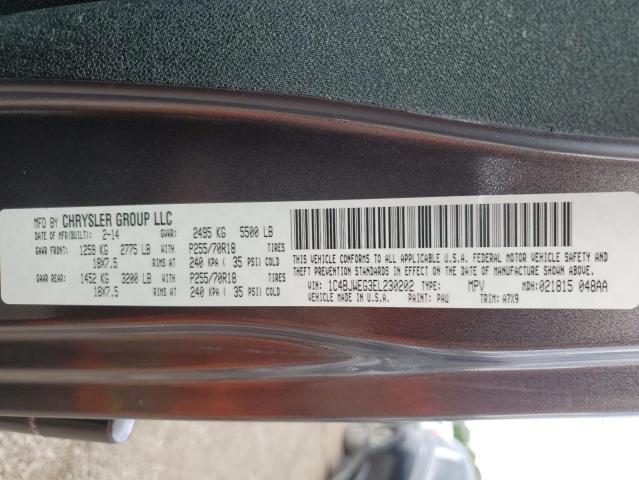 MFD BY CHRYSLER GROUP LLC
DATE OF MFR(BUILT): 2-14 GVWR: 2495 KG 5500 LB
GAWR FRONT: 1259 KG 2775 LB WITH P255/70R18 TIRES
18X7.5 RIMS AT 240 KPA ( 35 PSI) COLD
GAWR REAR: 1452 KG 3200 LB WITH P255/70R18 TIRES
18X7.5 RIMS AT 240 KPA ( 35 PSI) COLD
THIS VEHICLE CONFORMS TO ALL APPLICABLE U.S.A. FEDERAL MOTOR VEHICLE SAFETY AND
THEFT PREVENTION STANDARDS IN EFFECT ON THE DATE OF MANUFACTURE SHOWN ABOVE.
VIN: 1C4BJWEG3EL230202 TYPE: MPV MDH: 021815 048AA
VEHICLE MADE IN U.S.A. PAINT: PAU TRIM: A7X9